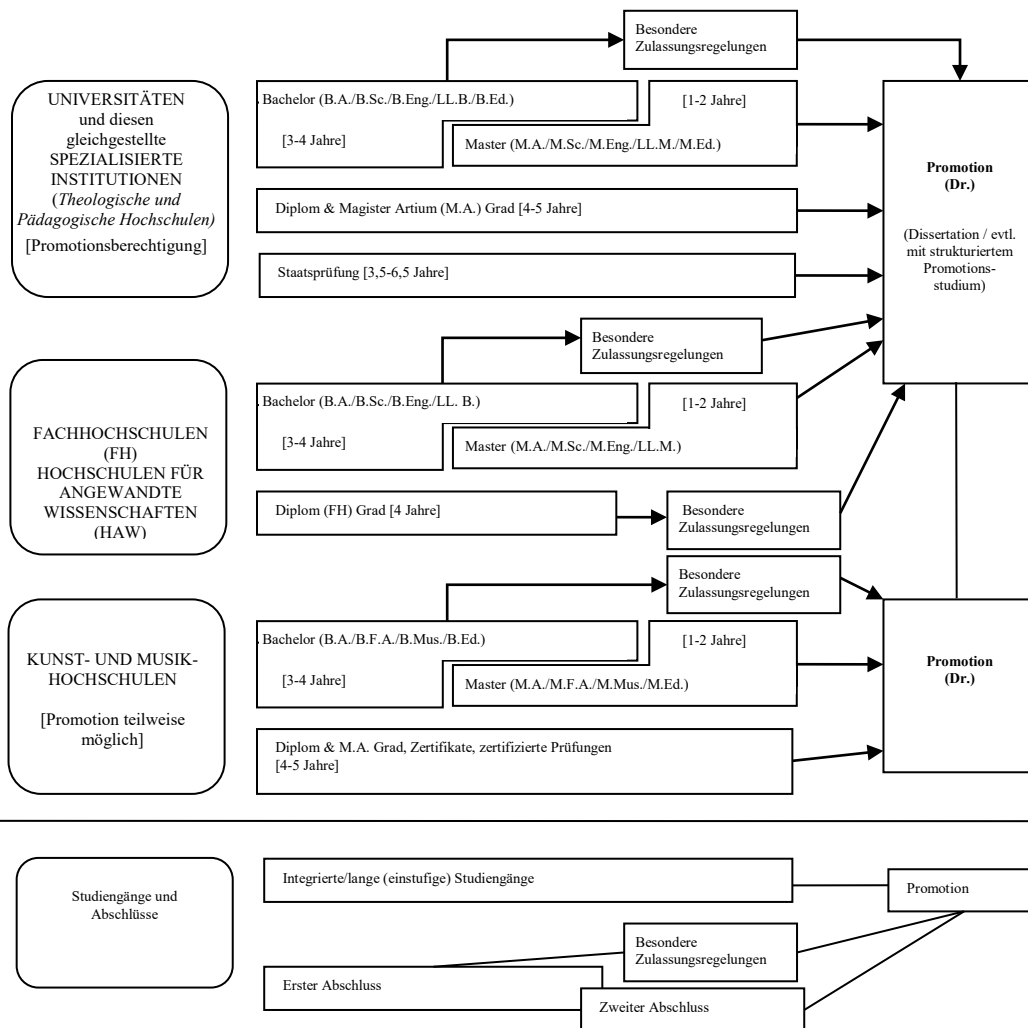 Besondere
Zulassungsregelungen
UNIVERSITÄTEN
und diesen
gleichgestellte
SPEZIALISIERTE
INSTITUTIONEN
(Theologische und
Pädagogische Hochschulen)
[Promotionsberechtigung]
Bachelor (B.A./B.Sc./B.Eng./LL.B./B.Ed.)
[3-4 Jahre]
[1-2 Jahre]
Master (M.A./M.Sc./M.Eng./LL.M./M.Ed.)
Diplom & Magister Artium (M.A.) Grad [4-5 Jahre]
Staatsprüfung [3,5-6,5 Jahre]
Promotion
(Dr.)
(Dissertation / evtl.
mit strukturiertem
Promotions-
studium)
Besondere
Zulassungsregelungen
FACHHOCHSCHULEN
(FH)
HOCHSCHULEN FÜR
ANGEWANDTE
WISSENSCHAFTEN
(HAW)
Bachelor (B.A./B.Sc./B.Eng./LL. B.)
[3-4 Jahre]
[1-2 Jahre]
Master (M.A./M.Sc./M.Eng./LL.M.)
Diplom (FH) Grad [4 Jahre]
Besondere
Zulassungsregelungen
Besondere
Zulassungsregelungen
KUNST- UND MUSIK-
HOCHSCHULEN
[Promotion teilweise
möglich]
Bachelor (B.A./B.F.A./B.Mus./B.Ed.)
[3-4 Jahre]
[1-2 Jahre]
Master (M.A./M.F.A./M.Mus./M.Ed.)
Diplom & M.A. Grad, Zertifikate, zertifizierte Prüfungen
[4-5 Jahre]
Promotion
(Dr.)
Studiengänge und
Abschlüsse
Integrierte/lange (einstufige) Studiengänge
Promotion
Besondere
Zulassungsregelungen
Erster Abschluss
Zweiter Abschluss